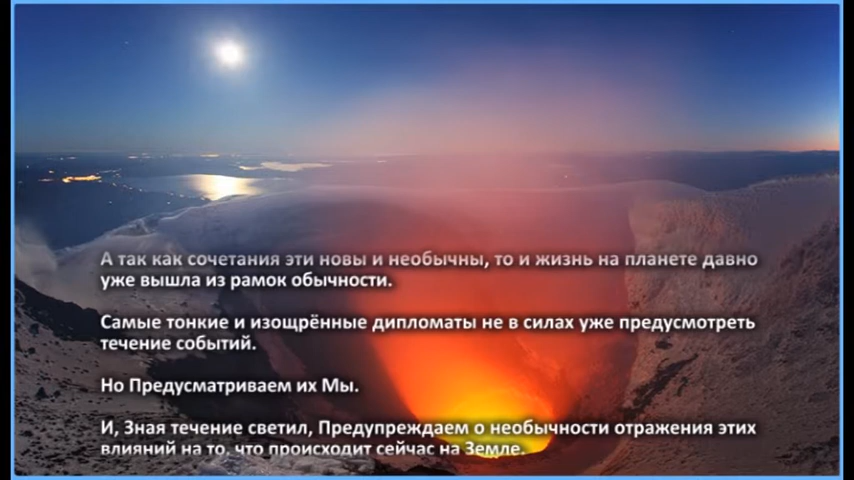 А так как сочетания эти новы и необычны, то и жизнь на планете давно
уже вышла из рамок обычности.
Самые тонкие и изощрённые дипломаты не в силах уже предусмотреть
течение событий.
Но Предусматриваем их Мы.
И, Зная течение светил, Предупреждаем о необычности отражения этих
влияний на то, что происходит сейчас на Земле.